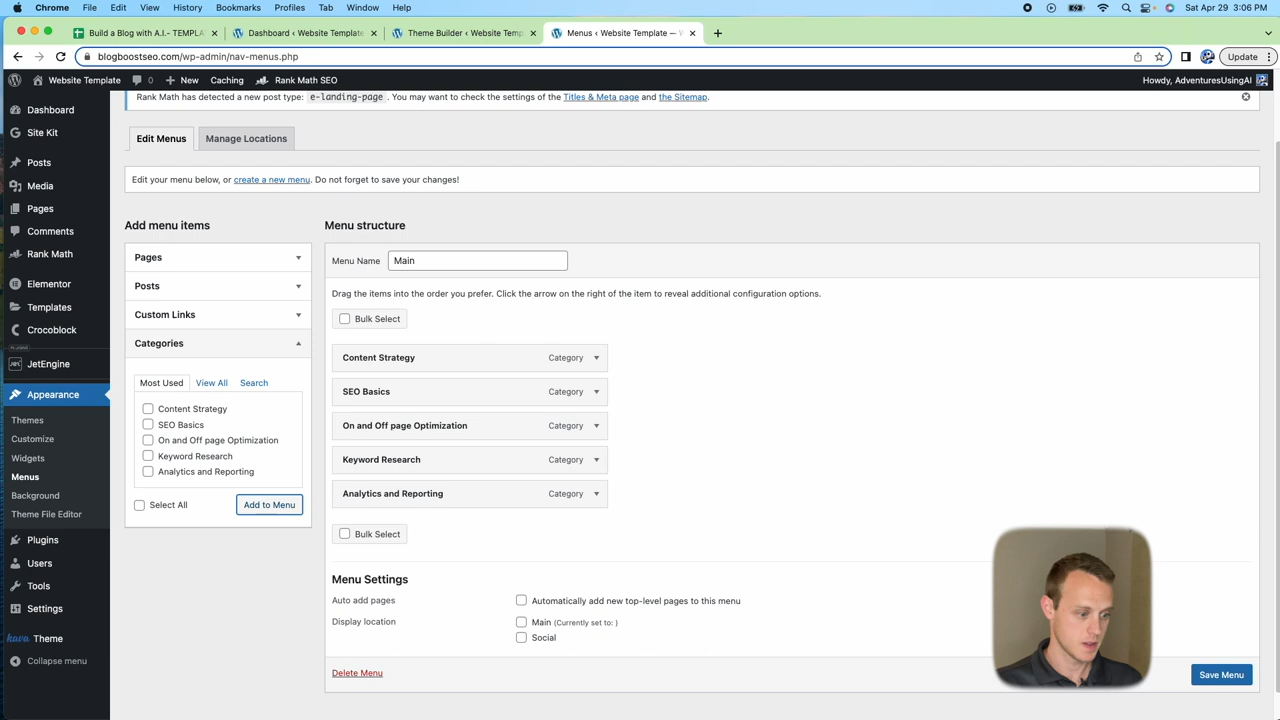 Chrome File Edit View History Bookmarks Profiles Tab Window Help Sat Apr 29 3:06 PM
Build a Blog with A.I.- TEMPLA Dashboard ‹ Website Template Theme Builder ‹ Website Temp Menus ‹ Website Template —
blogboostseo.com/wp-admin/nav-menus.php Update
Website Template 0 New Caching Rank Math SEO Howdy, AdventuresUsingAI
Rank Math has detected a new post type: e-landing-page . You may want to check the settings of the Titles & Meta page and the Sitemap.
Dashboard
Site Kit
Posts
Media
Pages
Comments
Rank Math
Elementor
Templates
Crocoblock
JetEngine
Appearance
Themes
Customize
Widgets
Menus
Background
Theme File Editor
Plugins
Users
Tools
Settings
kava Theme
Collapse menu
Edit Menus Manage Locations
Edit your menu below, or create a new menu. Do not forget to save your changes!
Add menu items
Pages
Posts
Custom Links
Categories
Most Used View All Search
Content Strategy
SEO Basics
On and Off page Optimization
Keyword Research
Analytics and Reporting
Select All Add to Menu
Menu structure
Menu Name Main
Drag the items into the order you prefer. Click the arrow on the right of the item to reveal additional configuration options.
Bulk Select
Content Strategy Category
SEO Basics Category
On and Off page Optimization Category
Keyword Research Category
Analytics and Reporting Category
Bulk Select
Menu Settings
Auto add pages Automatically add new top-level pages to this menu
Display location Main (Currently set to: )
Social
Delete Menu Save Menu